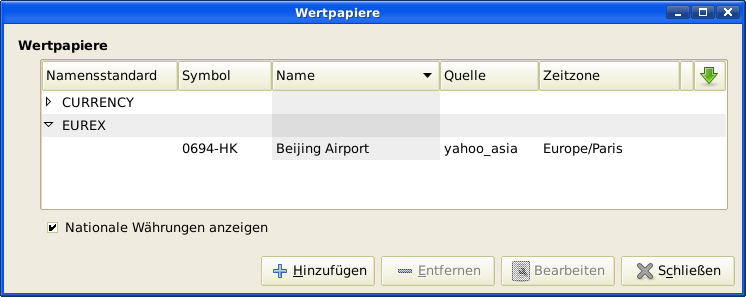 Wertpapiere
Wertpapiere
Namensstandard Symbol Name Quelle Zeitzone
CURRENCY
EUREX
0694-HK Beijing Airport yahoo_asia Europe/Paris
Nationale Währungen anzeigen
Hinzufügen Entfernen Bearbeiten Schließen